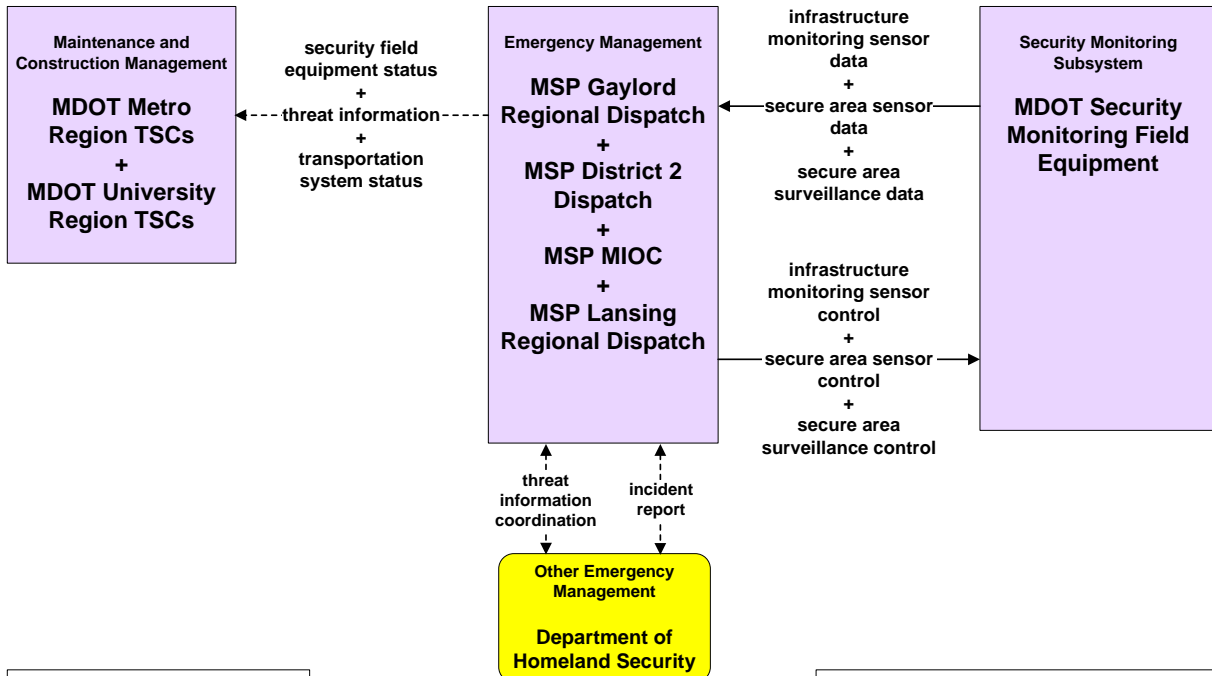 Maintenance and
Construction Management
MDOT Metro
Region TSCs
+
MDOT University
Region TSCs
security field
equipment status
+
threat information
+
transportation
system status
Emergency Management
MSP Gaylord
Regional Dispatch
+
MSP District 2
Dispatch
+
MSP MIOC
+
MSP Lansing
Regional Dispatch
infrastructure
monitoring sensor
data
+
secure area sensor
data
+
secure area
surveillance data
infrastructure
monitoring sensor
control
+
secure area sensor
control
+
secure area
surveillance control
Security Monitoring
Subsystem
MDOT Security
Monitoring Field
Equipment
threat
information
coordination
incident
report
Other Emergency
Management
Department of
Homeland Security